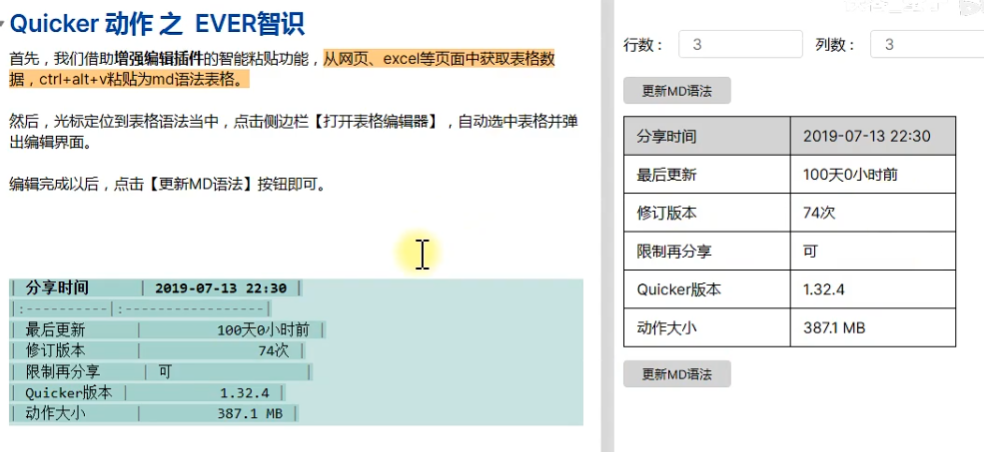 Quicker 动作 之 EVER智识
首先，我们借助增强编辑插件的智能粘贴功能，从网页、excel等页面中获取表格数
据，ctrl+alt+v粘贴为md语法表格。
然后，光标定位到表格语法当中，点击侧边栏【打开表格编辑器】，自动选中表格并弹
出编辑界面。
编辑完成以后，点击【更新MD语法】按钮即可。
| 分享时间 | 2019-07-13 22:30 |
|:----------|:-----------------|
| 最后更新 | 100天0小时前 |
| 修订版本 | 74次 |
| 限制再分享 | 可 |
| Quicker版本 | 1.32.4 |
| 动作大小 | 387.1 MB |
行数： 3 列数： 3
更新MD语法
分享时间 2019-07-13 22:30
最后更新 100天0小时前
修订版本 74次
限制再分享 可
Quicker版本 1.32.4
动作大小 387.1 MB
更新MD语法